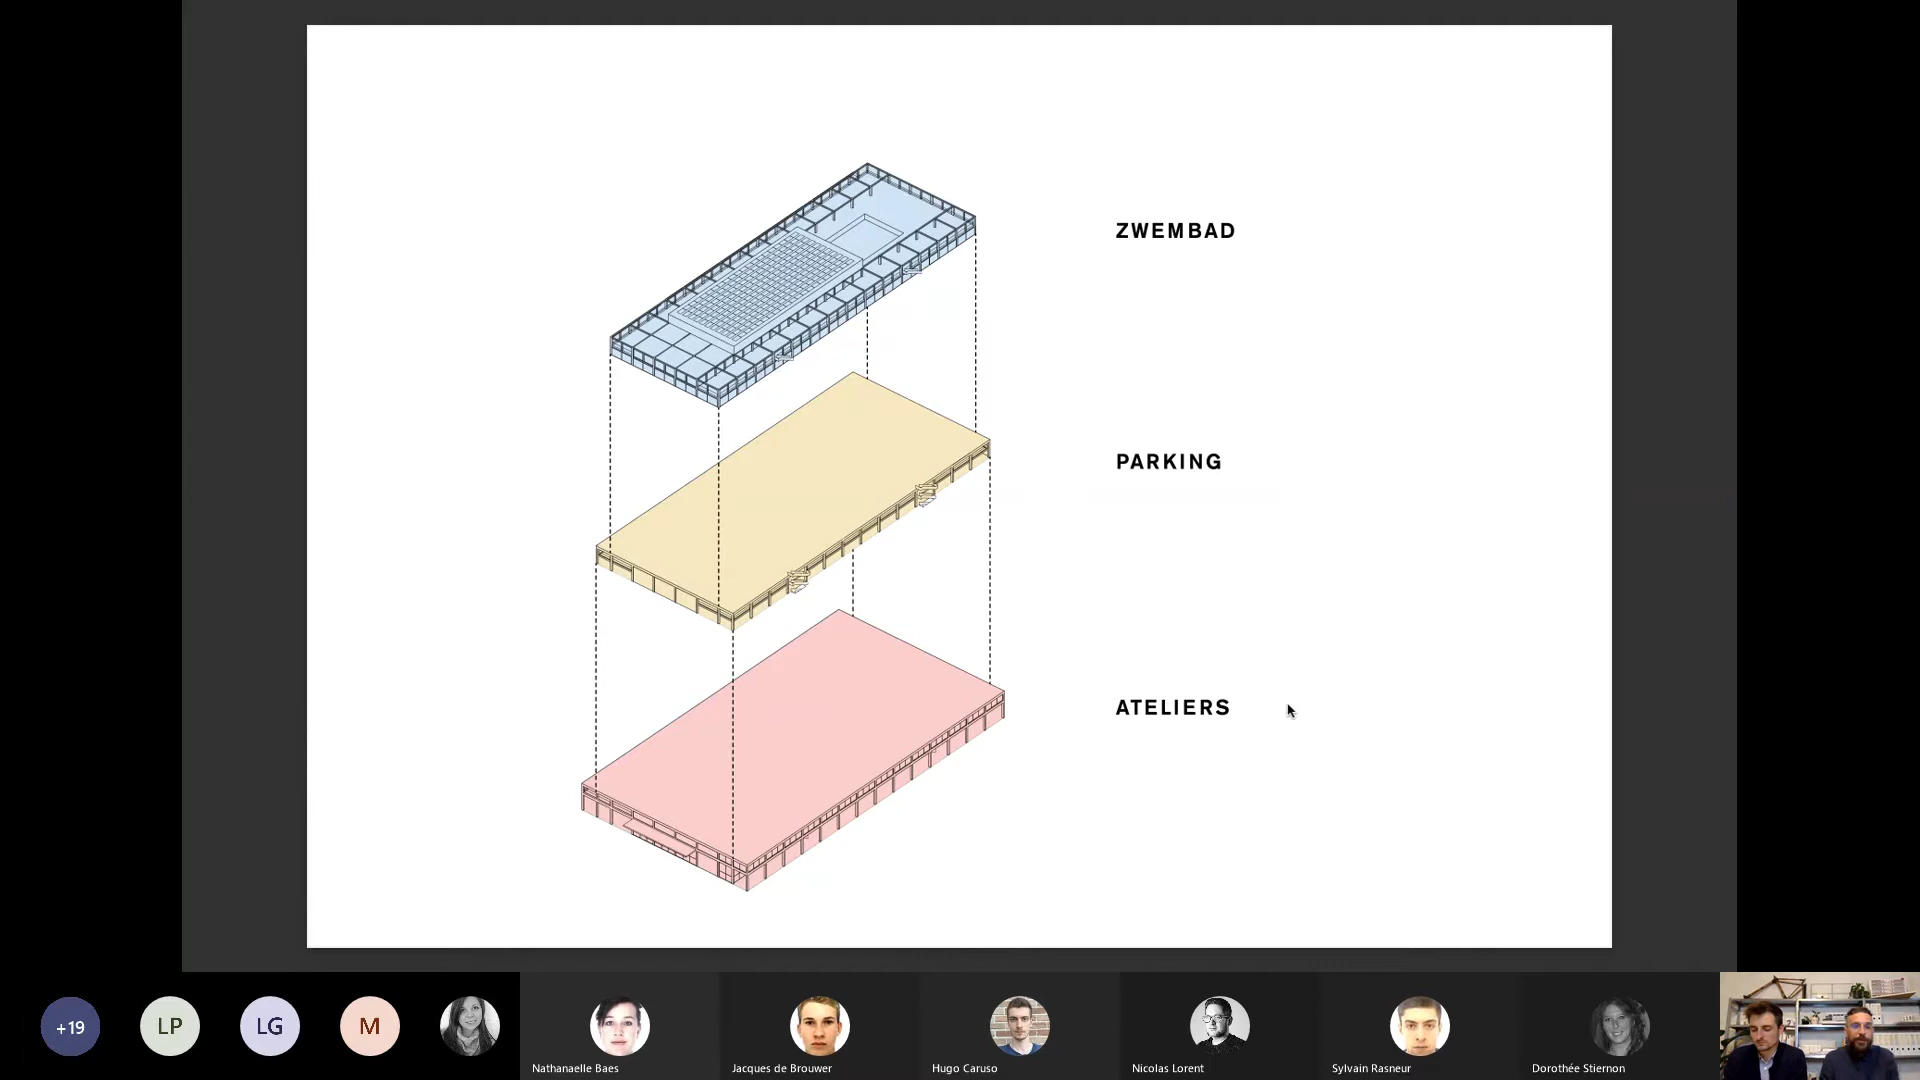 ZWEMBAD
PARKING
ATELIERS
+19
LP
LG
M
Nathanaelle Baes
Jacques de Brouwer
Hugo Caruso
Nicolas Lorent
Sylvain Rasneur
Dorothée Stiernon